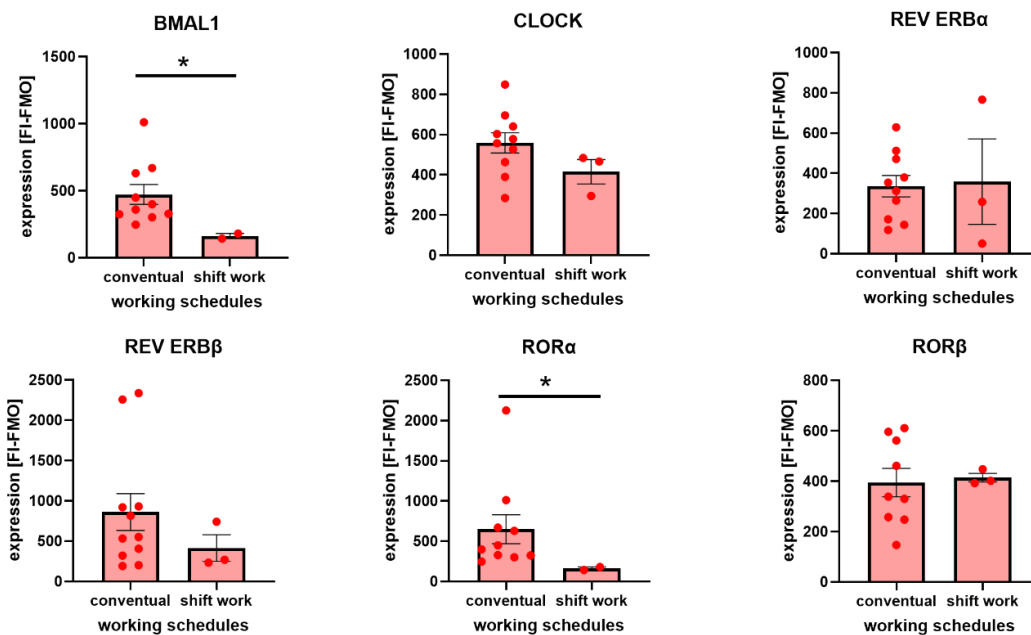 BMAL1
expression [FI-FMO]
1500
1000
500
0
*
conventual shift work
working schedules
CLOCK
expression [FI-FMO]
1000
800
600
400
200
0
conventual shift work
working schedules
REV ERBα
expression [FI-FMO]
1000
800
600
400
200
0
conventual shift work
working schedules
REV ERBβ
expression [FI-FMO]
2500
2000
1500
1000
500
0
conventual shift work
working schedules
RORα
expression [FI-FMO]
2500
2000
1500
1000
500
0
*
conventual shift work
working schedules
RORβ
expression [FI-FMO]
800
600
400
200
0
conventual shift work
working schedules